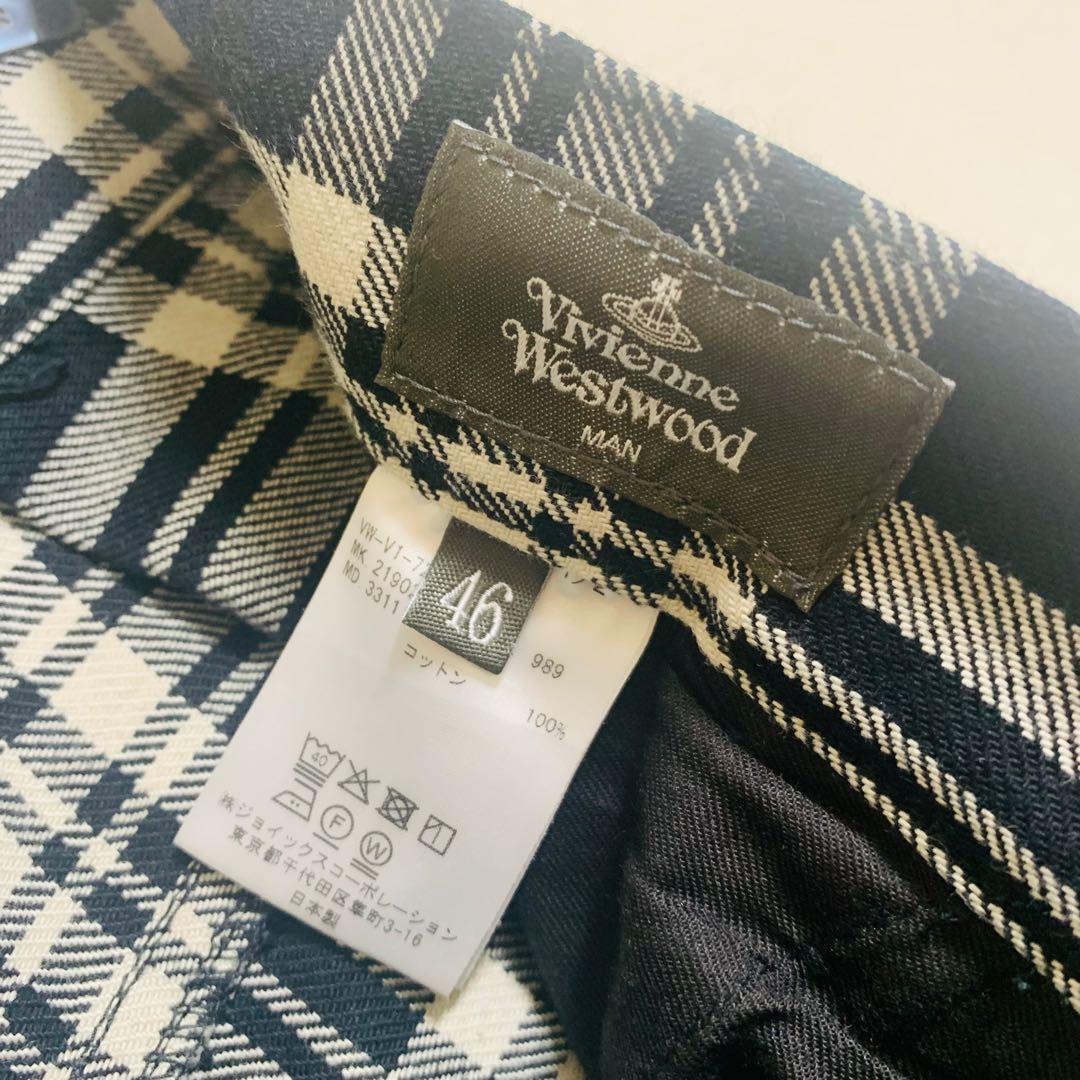 Vivienne
Westwood
MAN
46
VW-V1-7
MK 2190
MD 3311
989
コットン
100%
40
F
W
㈱ジョイックスコーポレーション
東京都千代田区隼町3-16
日本製